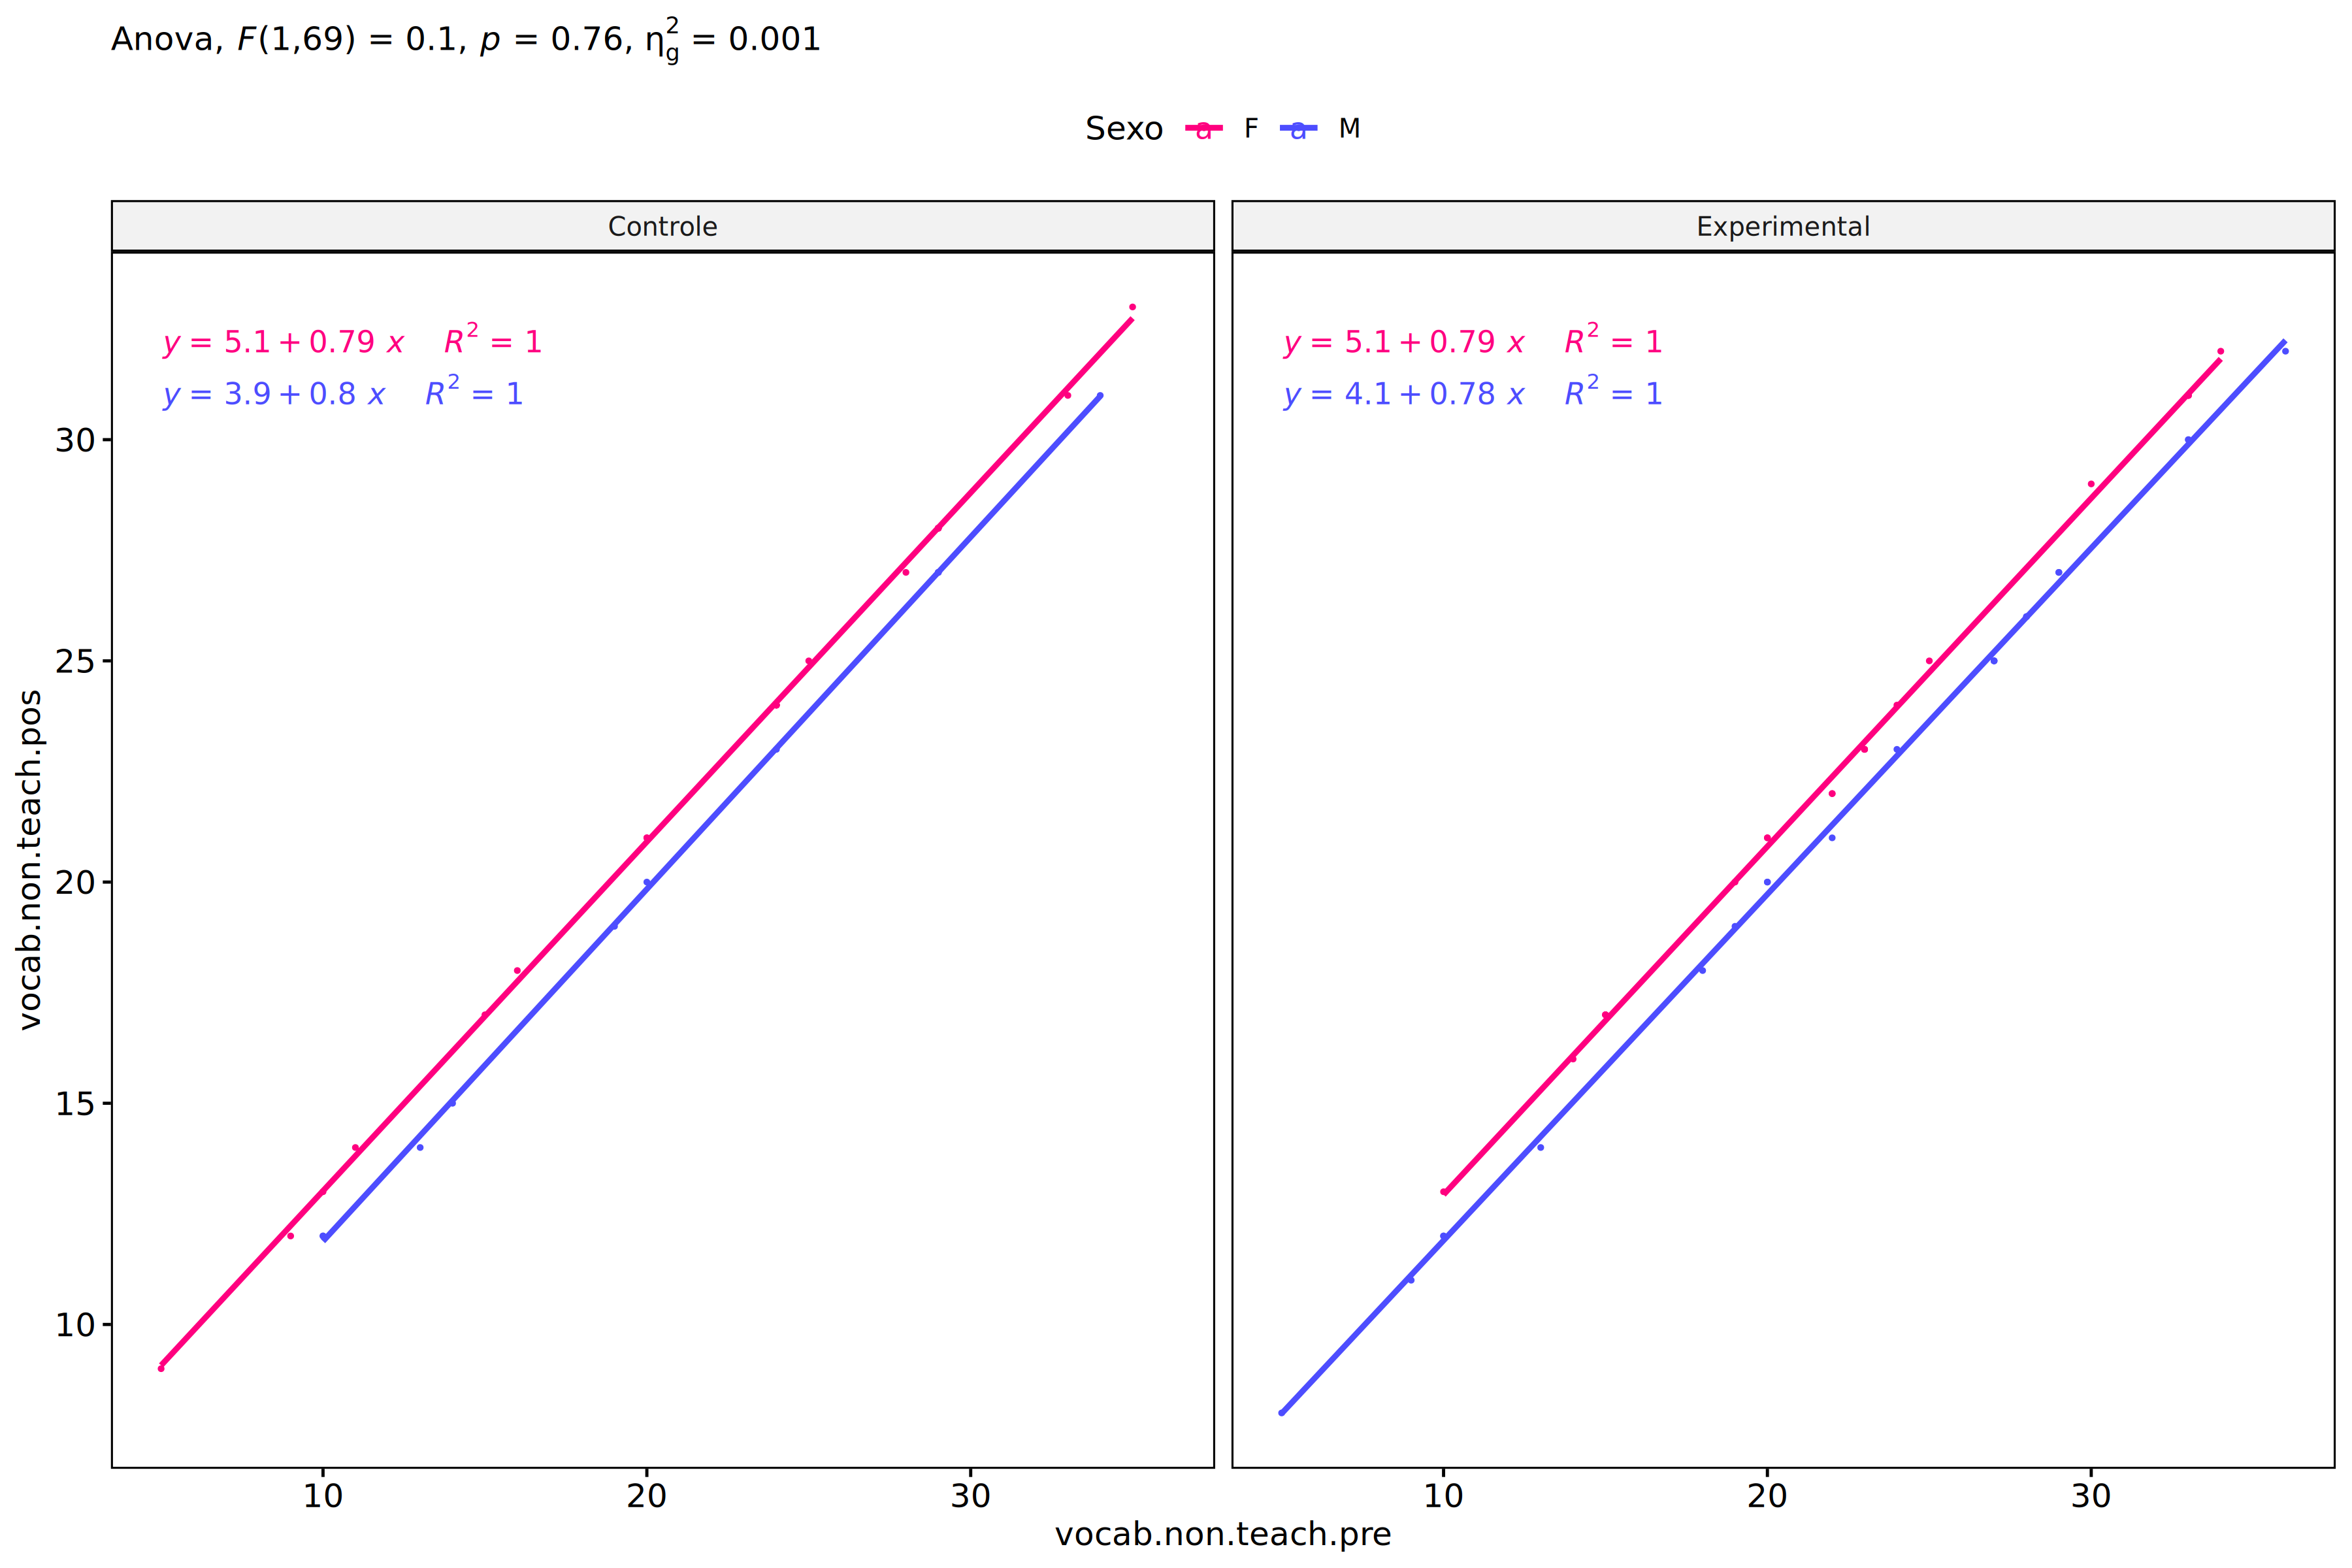 Anova, F(1,69) = 0.1, p = 0.76, η²g = 0.001
Sexo a F a M
Controle
Experimental
y = 5.1 + 0.79 x R² = 1
y = 3.9 + 0.8 x R² = 1
y = 5.1 + 0.79 x R² = 1
y = 4.1 + 0.78 x R² = 1
vocab.non.teach.pos
30
25
20
15
10
10 20 30
10 20 30
vocab.non.teach.pre